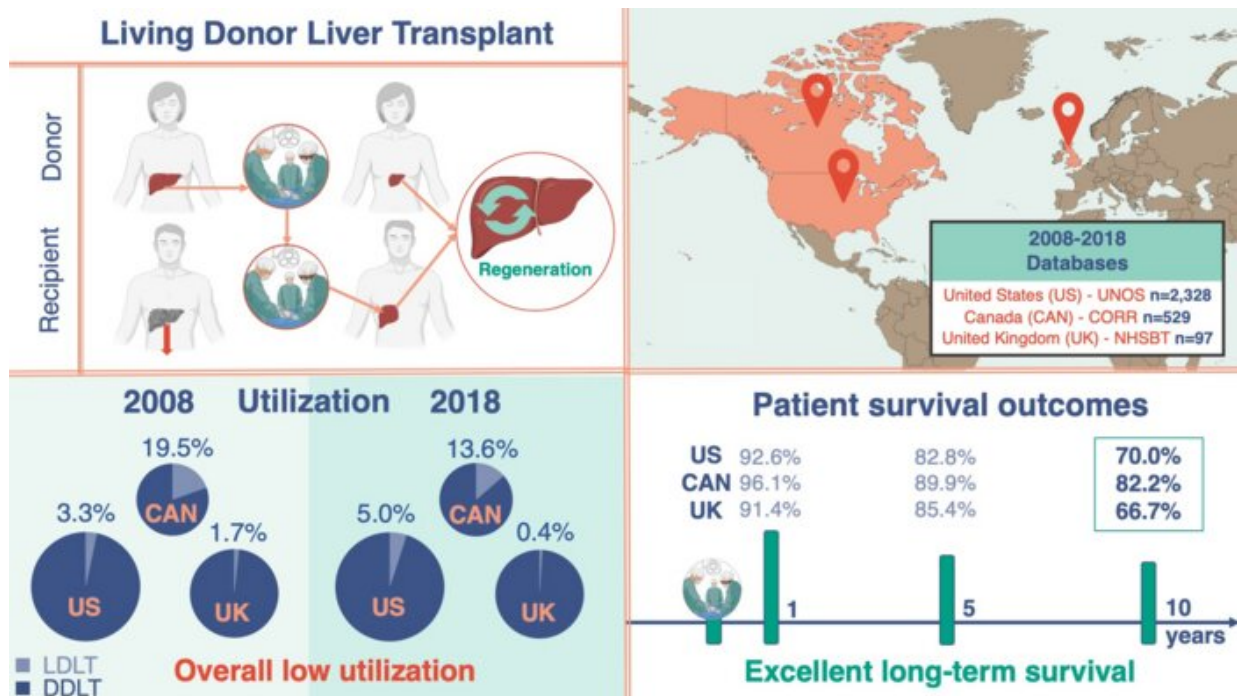 Living Donor Liver Transplant
Donor
Recipient
Regeneration
2008-2018
Databases
United States (US) - UNOS n=2,328
Canada (CAN) - CORR n=529
United Kingdom (UK) - NHSBT n=97
2008 Utilization 2018
19.5%
CAN
3.3%
US
1.7%
UK
13.6%
CAN
5.0%
US
0.4%
UK
LDLT
DDLT
Overall low utilization
Patient survival outcomes
US 92.6% 82.8% 70.0%
CAN 96.1% 89.9% 82.2%
UK 91.4% 85.4% 66.7%
1 5 10
years
Excellent long-term survival